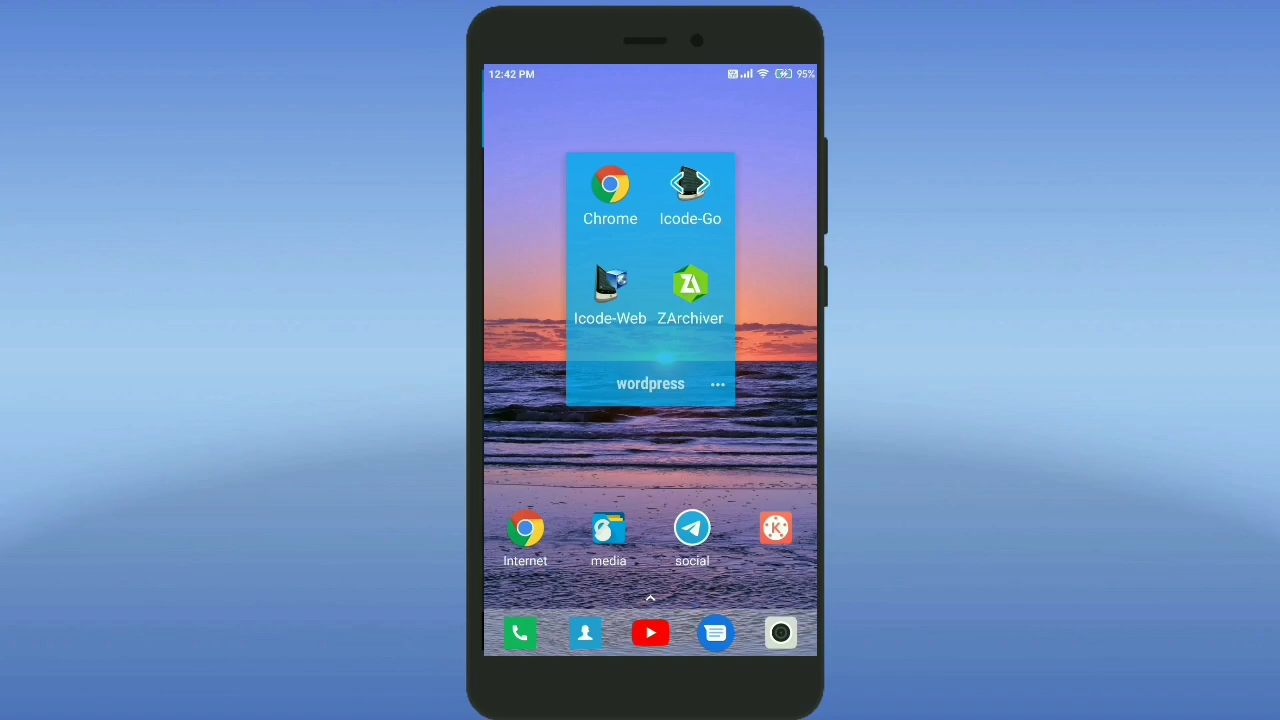 12:42 PM 95%
Chrome Icode-Go
Icode-Web ZArchiver
wordpress
Internet media social